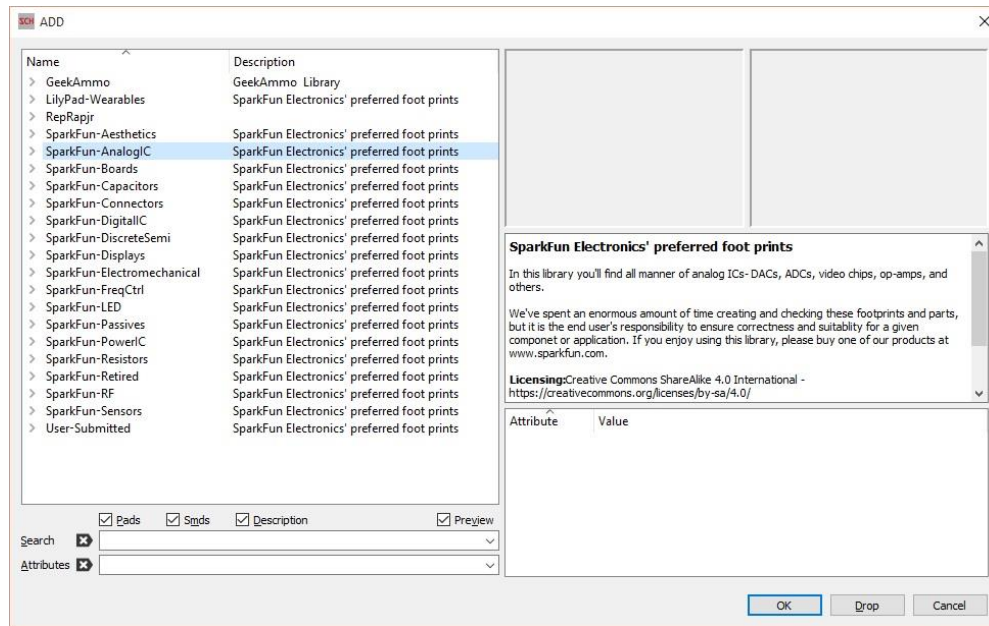 SCH ADD
Name Description
GeekAmmo GeekAmmo Library
LilyPad-Wearables SparkFun Electronics' preferred foot prints
RepRapjr
SparkFun-Aesthetics SparkFun Electronics' preferred foot prints
SparkFun-AnalogIC SparkFun Electronics' preferred foot prints
SparkFun-Boards SparkFun Electronics' preferred foot prints
SparkFun-Capacitors SparkFun Electronics' preferred foot prints
SparkFun-Connectors SparkFun Electronics' preferred foot prints
SparkFun-DigitalIC SparkFun Electronics' preferred foot prints
SparkFun-DiscreteSemi SparkFun Electronics' preferred foot prints
SparkFun-Displays SparkFun Electronics' preferred foot prints
SparkFun-Electromechanical SparkFun Electronics' preferred foot prints
SparkFun-FreqCtrl SparkFun Electronics' preferred foot prints
SparkFun-LED SparkFun Electronics' preferred foot prints
SparkFun-Passives SparkFun Electronics' preferred foot prints
SparkFun-PowerIC SparkFun Electronics' preferred foot prints
SparkFun-Resistors SparkFun Electronics' preferred foot prints
SparkFun-Retired SparkFun Electronics' preferred foot prints
SparkFun-RF SparkFun Electronics' preferred foot prints
SparkFun-Sensors SparkFun Electronics' preferred foot prints
User-Submitted SparkFun Electronics' preferred foot prints
Pads Smds Description Preview
Search
Attributes
SparkFun Electronics' preferred foot prints
In this library you'll find all manner of analog ICs- DACs, ADCs, video chips, op-amps, and
others.
We've spent an enormous amount of time creating and checking these footprints and parts,
but it is the end user's responsibility to ensure correctness and suitablity for a given
componet or application. If you enjoy using this library, please buy one of our products at
www.sparkfun.com.
Licensing:Creative Commons ShareAlike 4.0 International -
https://creativecommons.org/licenses/by-sa/4.0/
Attribute Value
OK Drop Cancel